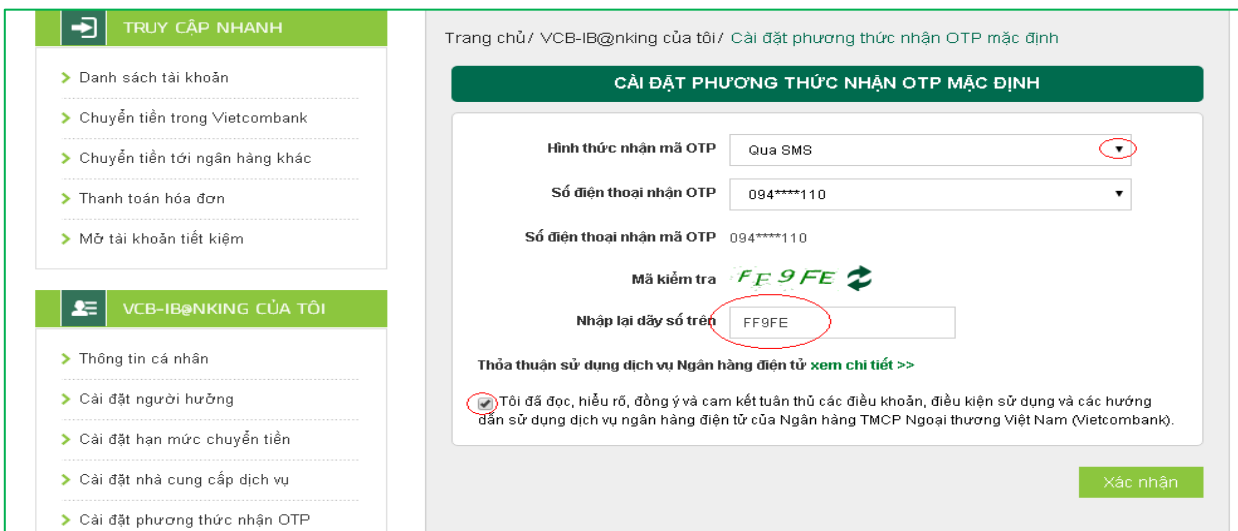 TRUY CẬP NHANH
Danh sách tài khoản
Chuyển tiền trong Vietcombank
Chuyển tiền tới ngân hàng khác
Thanh toán hóa đơn
Mở tài khoản tiết kiệm
VCB-IB@NKING CỦA TÔI
Thông tin cá nhân
Cài đặt người hưởng
Cài đặt hạn mức chuyển tiền
Cài đặt nhà cung cấp dịch vụ
Cài đặt phương thức nhận OTP
Trang chủ/ VCB-IB@nking của tôi/ Cài đặt phương thức nhận OTP mặc định
CÀI ĐẶT PHƯƠNG THỨC NHẬN OTP MẶC ĐỊNH
Hình thức nhận mã OTP Qua SMS
Số điện thoại nhận OTP 094****110
Số điện thoại nhận mã OTP 094****110
Mã kiểm tra FE9FE
Nhập lại dãy số trên FF9FE
Thỏa thuận sử dụng dịch vụ Ngân hàng điện tử xem chi tiết >>
Tôi đã đọc, hiểu rõ, đồng ý và cam kết tuân thủ các điều khoản, điều kiện sử dụng và các hướng
dẫn sử dụng dịch vụ ngân hàng điện tử của Ngân hàng TMCP Ngoại thương Việt Nam (Vietcombank).
Xác nhận